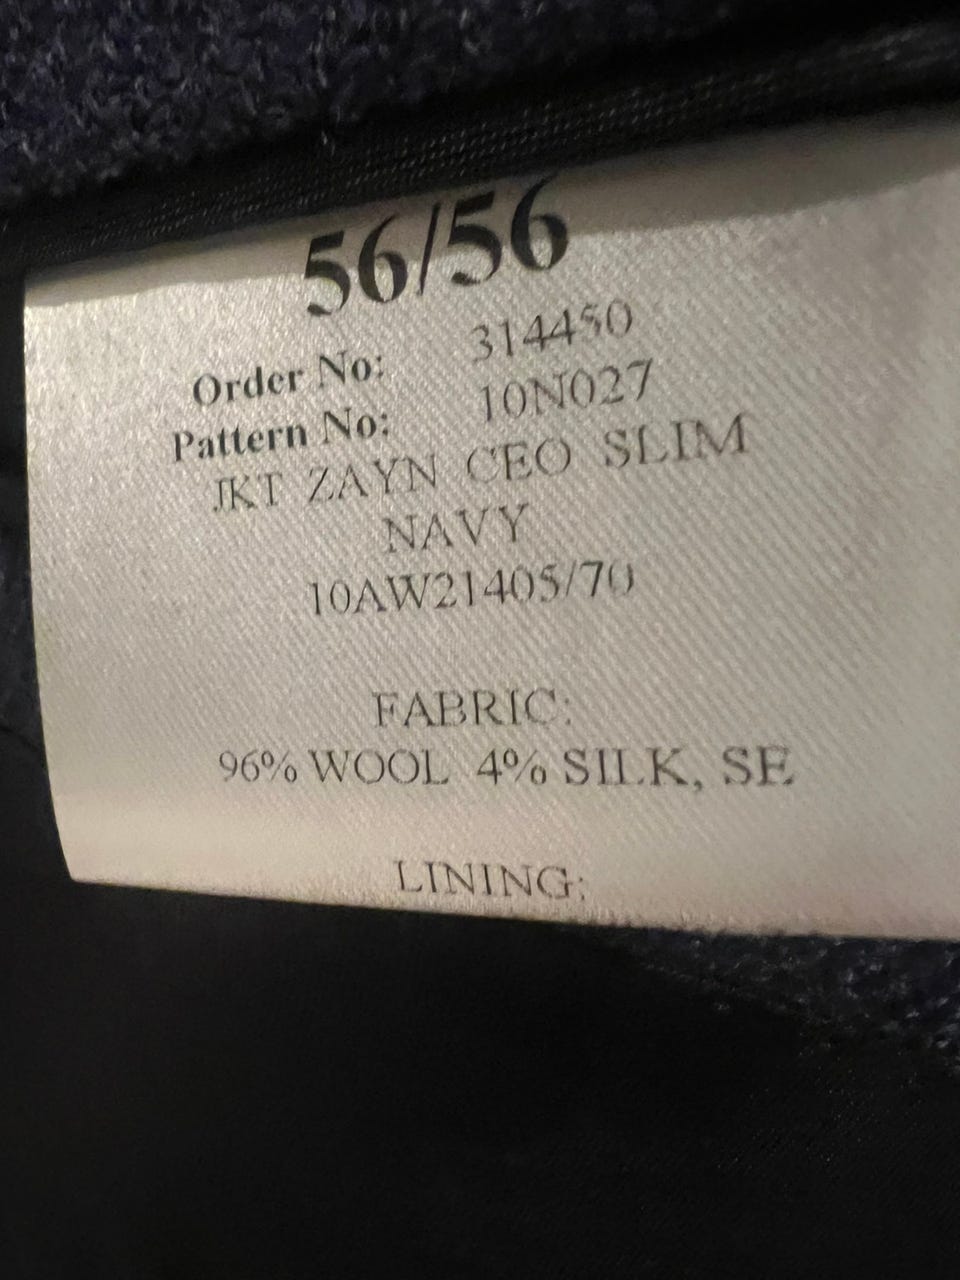 56/56
Order No: 314450
Pattern No: 10N027
JKT ZAYN CEO SLIM
NAVY
10AW21405/70
FABRIC:
96% WOOL 4% SILK, SE
LINING: